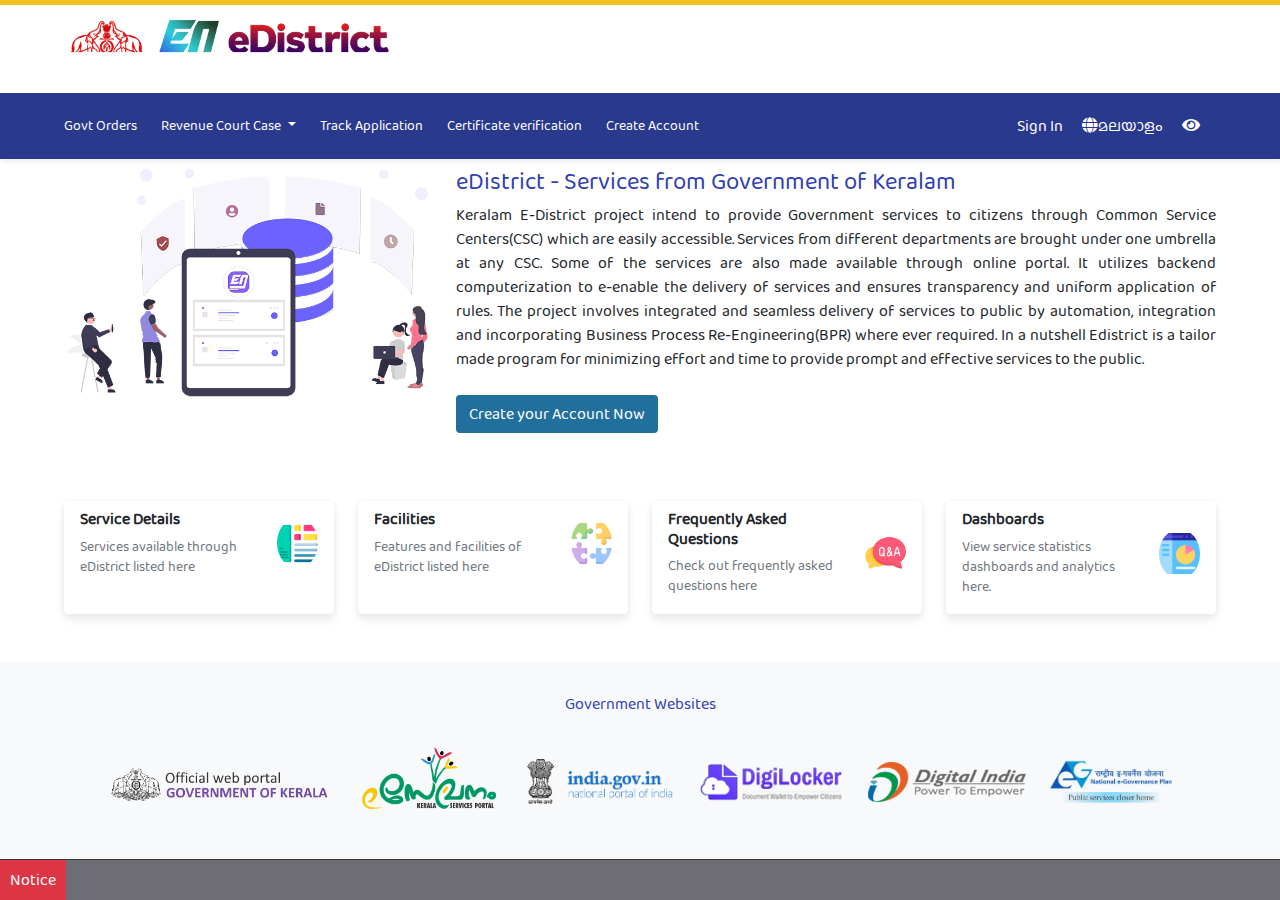 eDistrict
Govt Orders Revenue Court Case Track Application Certificate verification Create Account Sign In മലയാളം
eDistrict - Services from Government of Keralam
Keralam E-District project intend to provide Government services to citizens through Common Service
Centers(CSC) which are easily accessible. Services from different departments are brought under one umbrella
at any CSC. Some of the services are also made available through online portal. It utilizes backend
computerization to e-enable the delivery of services and ensures transparency and uniform application of
rules. The project involves integrated and seamless delivery of services to public by automation, integration
and incorporating Business Process Re-Engineering(BPR) where ever required. In a nutshell Edistrict is a tailor
made program for minimizing effort and time to provide prompt and effective services to the public.
Create your Account Now
Service Details
Services available through
eDistrict listed here
Facilities
Features and facilities of
eDistrict listed here
Frequently Asked
Questions
Check out frequently asked
questions here
Q&A
Dashboards
View service statistics
dashboards and analytics
here.
Government Websites
Official web portal
GOVERNMENT OF KERALA
KERALA SERVICES PORTAL
सत्यमेव जयते
india.gov.in
national portal of india
DigiLocker
Document Wallet to Empower Citizens
Digital India
Power To Empower
राष्ट्रीय इ-गवर्नेंस योजना
National e-Governance Plan
Public services closer home
Notice